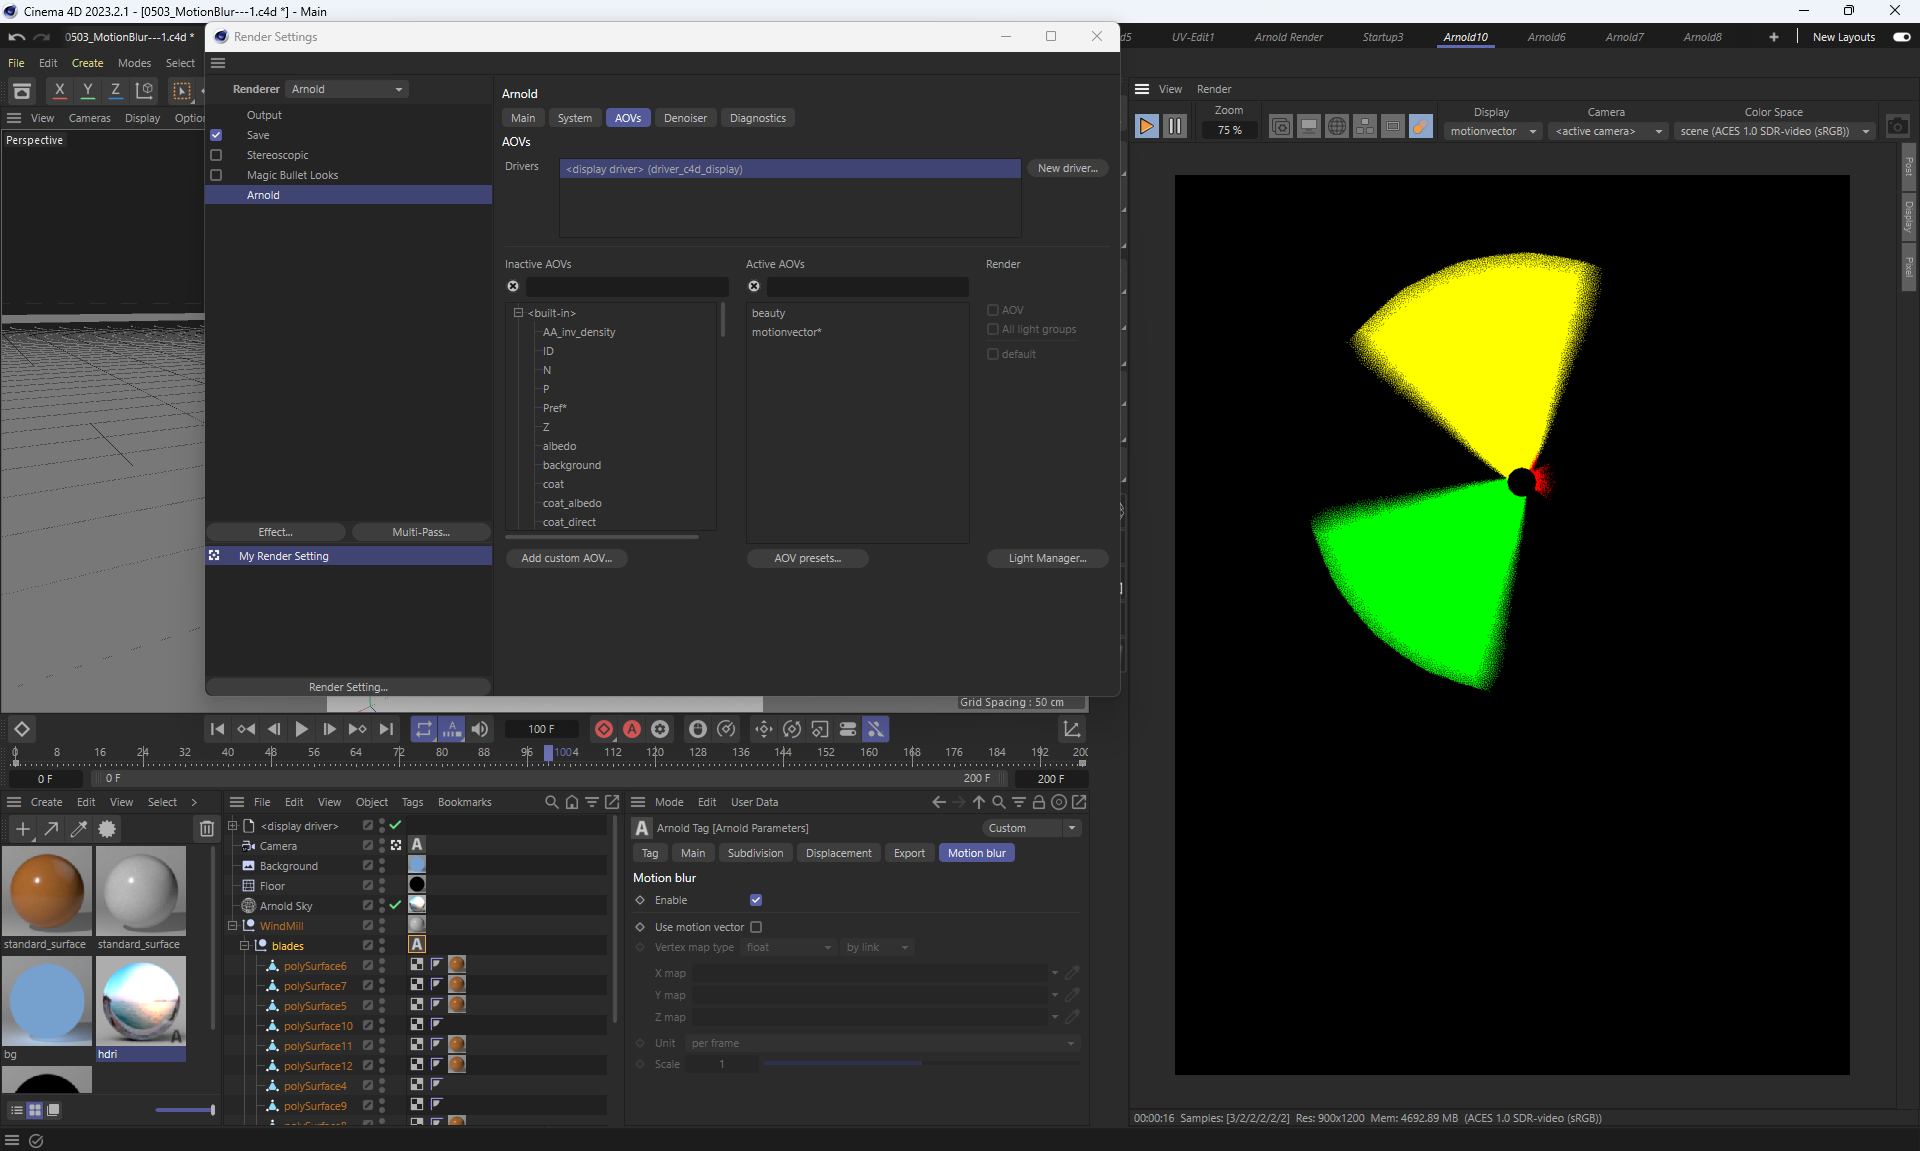 Cinema 4D 2023.2.1 - [0503_MotionBlur---1.c4d *] - Main
0503_MotionBlur---1.c4d *
Render Settings
UV-Edit1
Arnold Render
Startup3
Arnold10
Arnold6
Arnold7
Arnold8
New Layouts
File Edit Create Modes Select
Renderer Arnold
Output
Save
Stereoscopic
Magic Bullet Looks
Arnold
X Y Z
View Cameras Display
Perspective
Effect...
Multi-Pass...
My Render Setting
Render Setting...
Arnold
Main System AOVs Denoiser Diagnostics
AOVs
Drivers
<display driver> (driver_c4d_display)
New driver...
Inactive AOVs
Active AOVs
Render
<built-in>
AA_inv_density
ID
N
P
Pref*
Z
albedo
background
coat
coat_albedo
coat_direct
beauty
motionvector*
AOV
All light groups
default
Add custom AOV...
AOV presets...
Light Manager...
View Render
Zoom
75 %
Display
motionvector
Camera
<active camera>
Color Space
scene (ACES 1.0 SDR-video (sRGB))
Post
Display
Pixel
Grid Spacing : 50 cm
100 F
0 8 16 24 32 40 48 56 64 72 80 88 96 1004 112 120 128 136 144 152 160 168 176 184 192 200
0 F
0 F
200 F
200 F
Create Edit View Select
File Edit View Object Tags Bookmarks
Mode Edit User Data
standard_surface
standard_surface
bg
hdri
<display driver>
Camera
Background
Floor
Arnold Sky
WindMill
blades
polySurface6
polySurface7
polySurface5
polySurface10
polySurface11
polySurface12
polySurface4
polySurface9
Arnold Tag [Arnold Parameters]
Custom
Tag Main Subdivision Displacement Export Motion blur
Motion blur
Enable
Use motion vector
Vertex map type float by link
X map
Y map
Z map
Unit per frame
Scale 1
00:00:16 Samples: [3/2/2/2/2/2] Res: 900x1200 Mem: 4692.89 MB (ACES 1.0 SDR-video (sRGB))